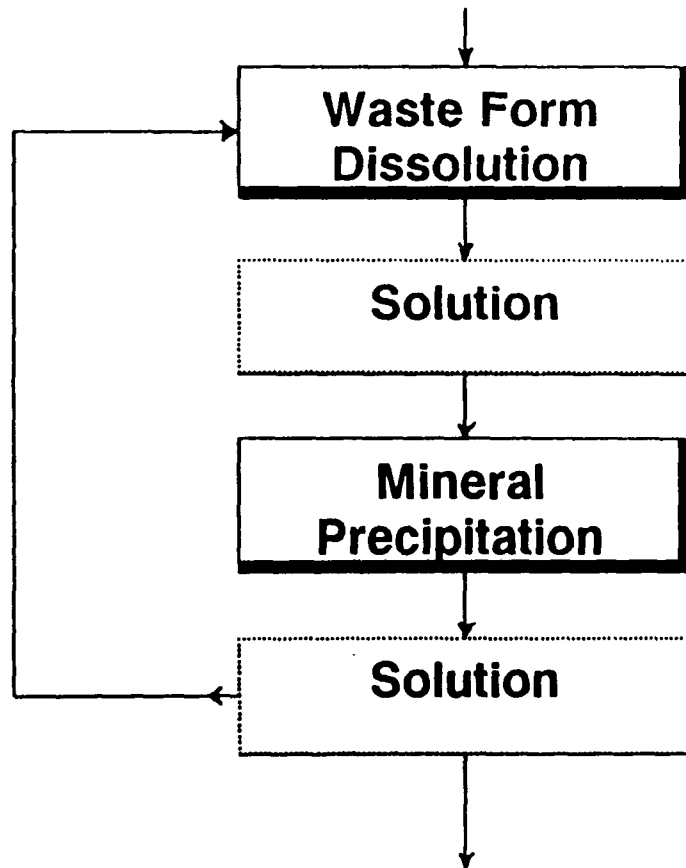 Waste Form
Dissolution
Solution
Mineral
Precipitation
Solution